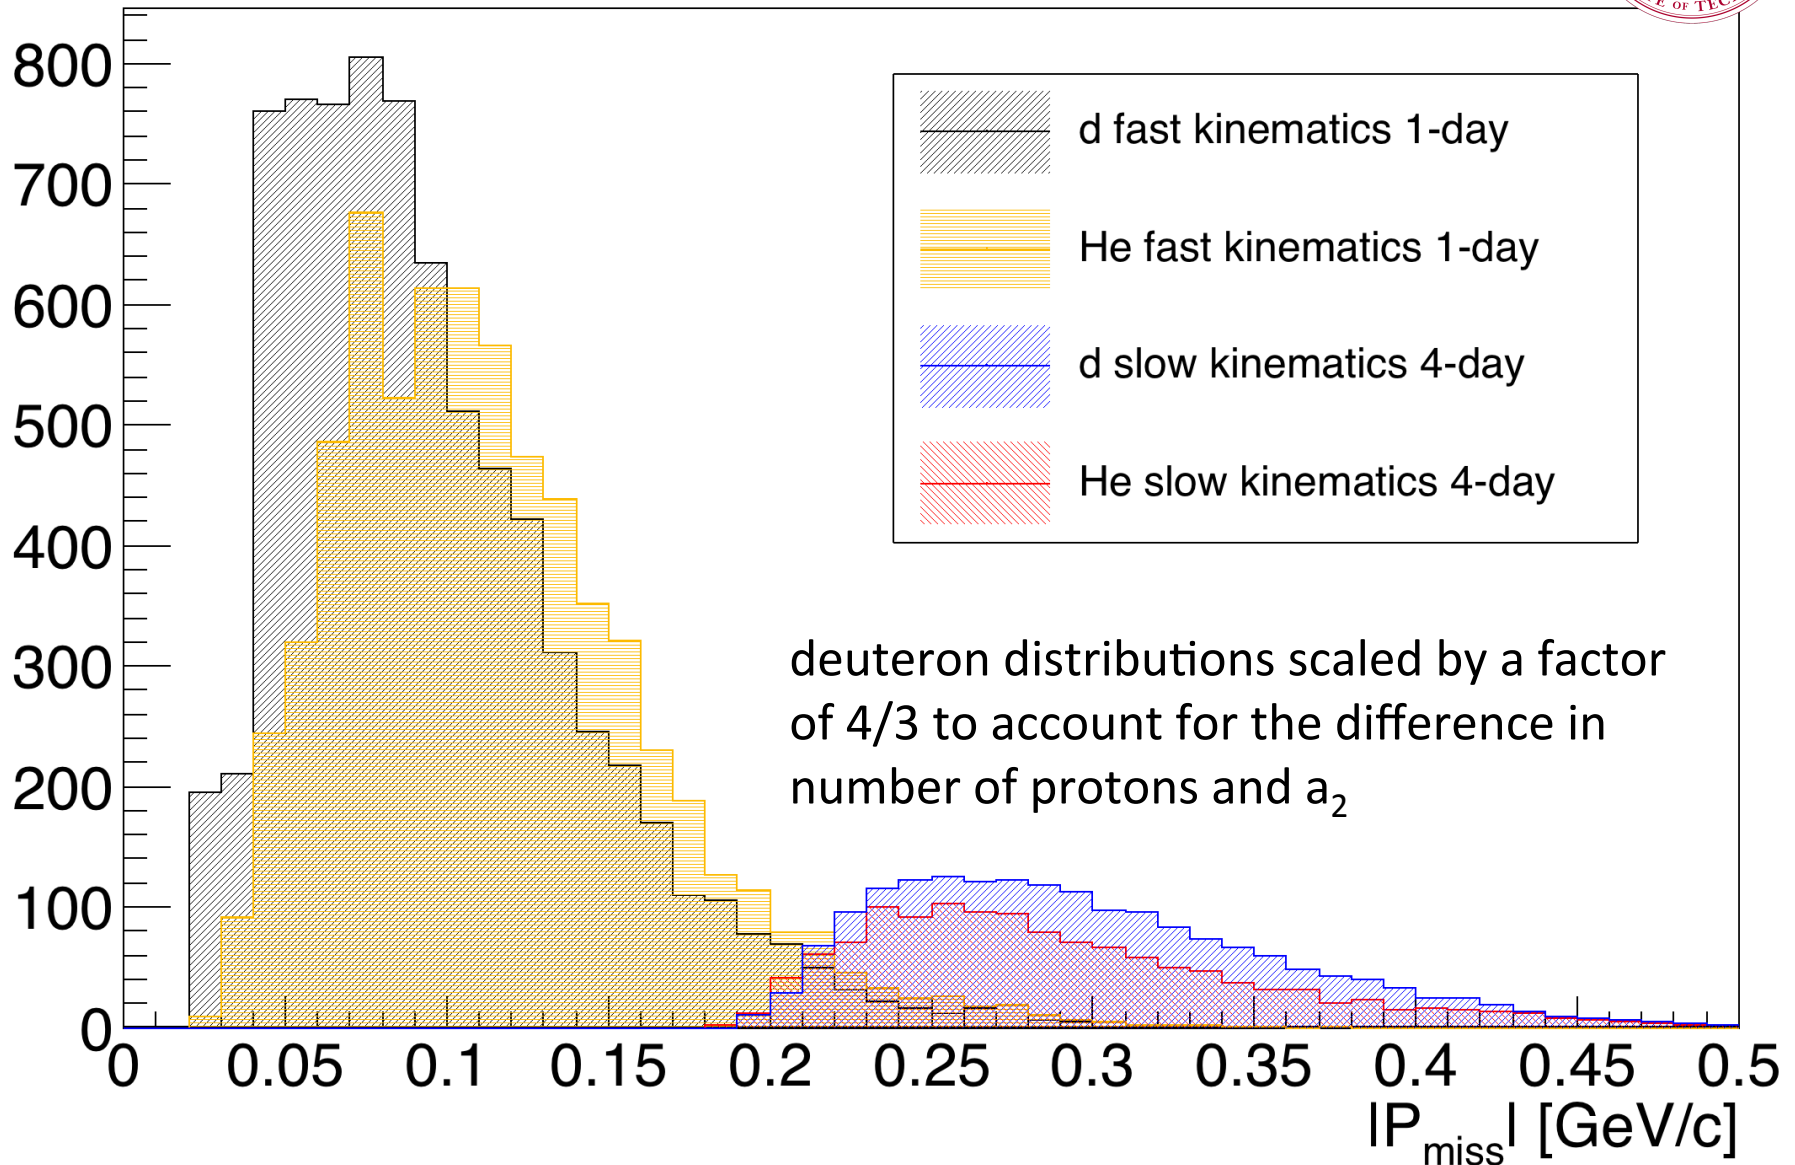 E OF TEC
800
700
600
500
400
300
200
100
0
d fast kinematics 1-day
He fast kinematics 1-day
d slow kinematics 4-day
He slow kinematics 4-day
deuteron distributions scaled by a factor
of 4/3 to account for the difference in
number of protons and a₂
0 0.05 0.1 0.15 0.2 0.25 0.3 0.35 0.4 0.45 0.5
|P_miss| [GeV/c]